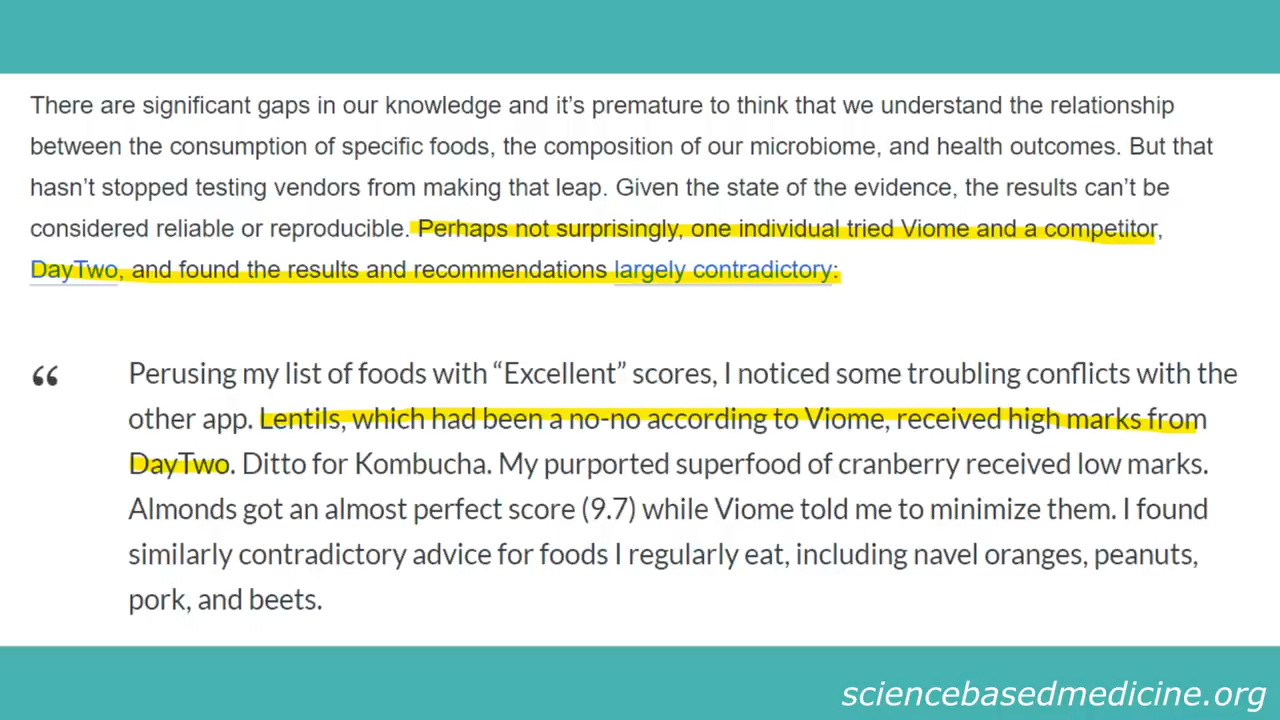 There are significant gaps in our knowledge and it's premature to think that we understand the relationship
between the consumption of specific foods, the composition of our microbiome, and health outcomes. But that
hasn't stopped testing vendors from making that leap. Given the state of the evidence, the results can't be
considered reliable or reproducible. Perhaps not surprisingly, one individual tried Viome and a competitor,
DayTwo, and found the results and recommendations largely contradictory:
“ Perusing my list of foods with “Excellent” scores, I noticed some troubling conflicts with the
other app. Lentils, which had been a no-no according to Viome, received high marks from
DayTwo. Ditto for Kombucha. My purported superfood of cranberry received low marks.
Almonds got an almost perfect score (9.7) while Viome told me to minimize them. I found
similarly contradictory advice for foods I regularly eat, including navel oranges, peanuts,
pork, and beets.
sciencebasedmedicine.org